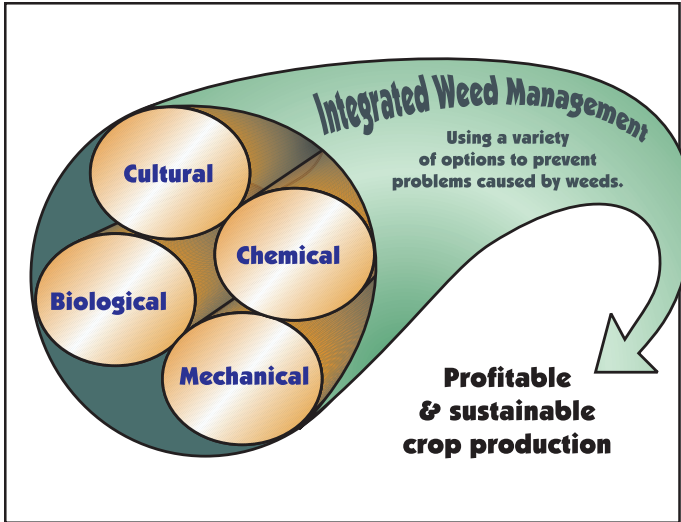 Integrated Weed Management
Using a variety
of options to prevent
problems caused by weeds.
Cultural
Chemical
Biological
Mechanical
Profitable
& sustainable
crop production